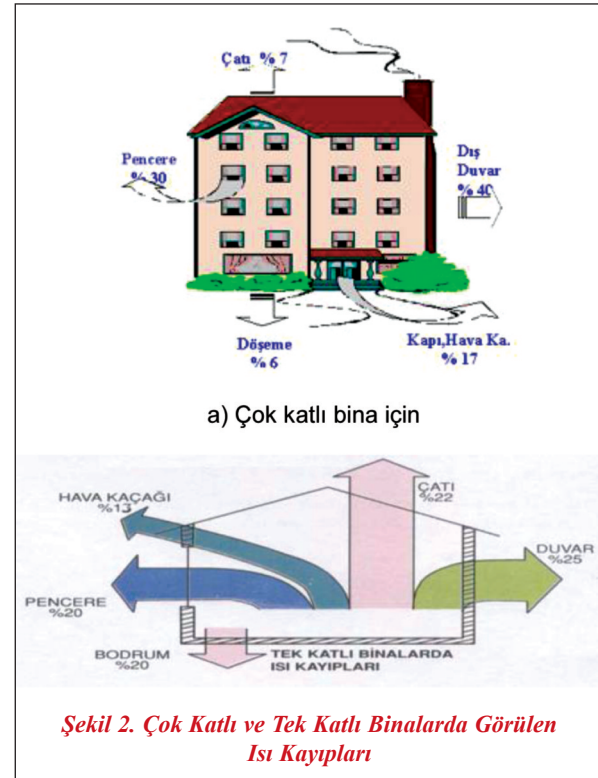 Çatı % 7
Pencere
% 30
Dış
Duvar
% 40
Döşeme
% 6
Kapı,Hava Ka.
% 17
a) Çok katlı bina için
HAVA KAÇAĞI
%13
ÇATI
%22
DUVAR
%25
PENCERE
%20
BODRUM
%20
TEK KATLI BİNALARDA
ISI KAYIPLARI
Şekil 2. Çok Katlı ve Tek Katlı Binalarda Görülen
Isı Kayıpları